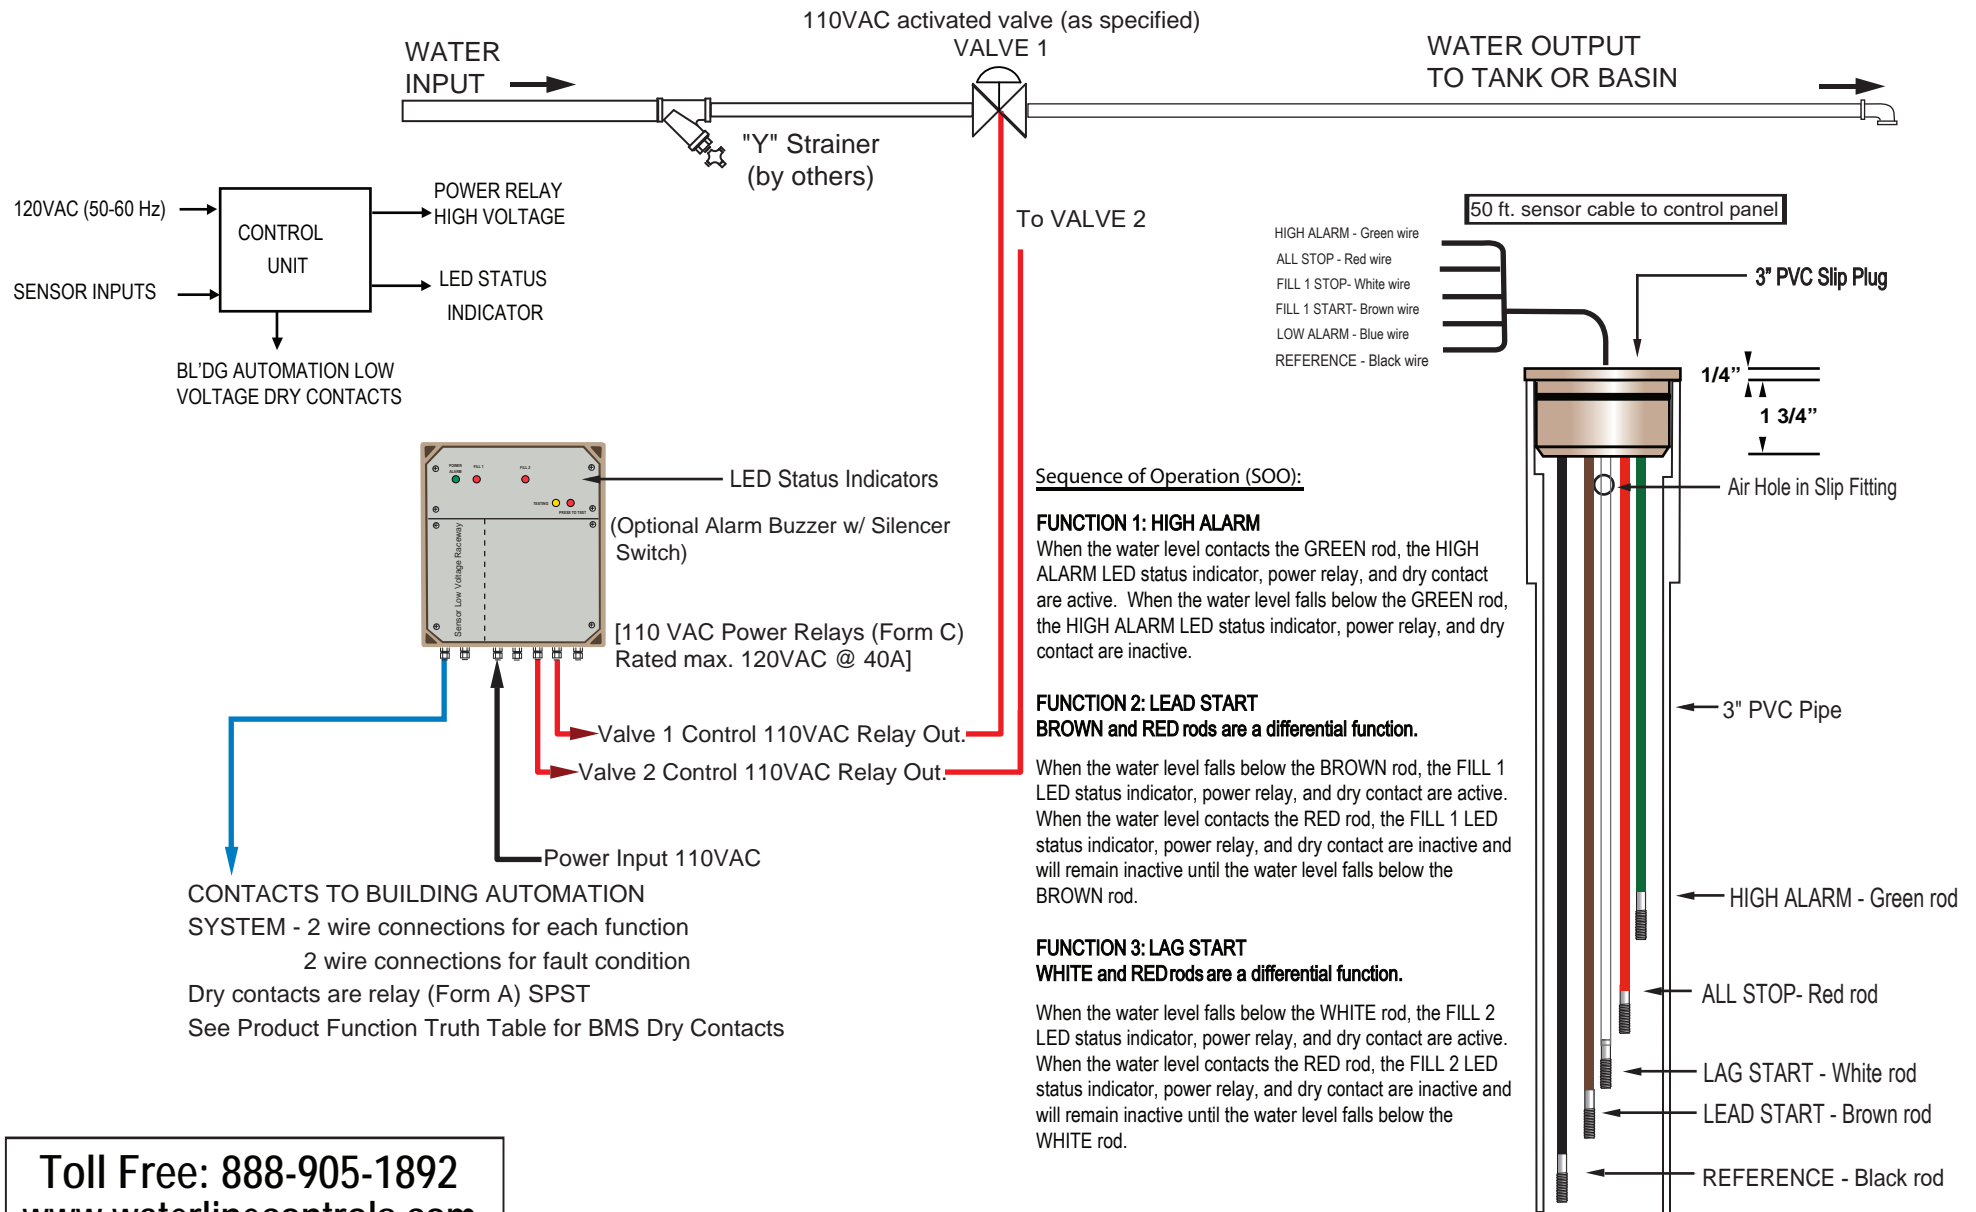 110VAC activated valve (as specified)
VALVE 1
WATER
INPUT
WATER OUTPUT
TO TANK OR BASIN
"Y" Strainer
(by others)
120VAC (50-60 Hz)
SENSOR INPUTS
CONTROL
UNIT
POWER RELAY
HIGH VOLTAGE
LED STATUS
INDICATOR
BL'DG AUTOMATION LOW
VOLTAGE DRY CONTACTS
To VALVE 2
50 ft. sensor cable to control panel
HIGH ALARM - Green wire
ALL STOP - Red wire
FILL 1 STOP- White wire
FILL 1 START- Brown wire
LOW ALARM - Blue wire
REFERENCE - Black wire
3" PVC Slip Plug
1/4"
1 3/4"
Air Hole in Slip Fitting
3" PVC Pipe
HIGH ALARM - Green rod
ALL STOP- Red rod
LAG START - White rod
LEAD START - Brown rod
REFERENCE - Black rod
POWER
ALARM
FILL 1
FILL 2
TESTING
PRESS TO TEST
Sensor Low Voltage Raceway
LED Status Indicators
(Optional Alarm Buzzer w/ Silencer
Switch)
[110 VAC Power Relays (Form C)
Rated max. 120VAC @ 40A]
Valve 1 Control 110VAC Relay Out.
Valve 2 Control 110VAC Relay Out.
Power Input 110VAC
CONTACTS TO BUILDING AUTOMATION
SYSTEM - 2 wire connections for each function
2 wire connections for fault condition
Dry contacts are relay (Form A) SPST
See Product Function Truth Table for BMS Dry Contacts
Sequence of Operation (SOO):
FUNCTION 1: HIGH ALARM
When the water level contacts the GREEN rod, the HIGH
ALARM LED status indicator, power relay, and dry contact
are active. When the water level falls below the GREEN rod,
the HIGH ALARM LED status indicator, power relay, and dry
contact are inactive.
FUNCTION 2: LEAD START
BROWN and RED rods are a differential function.
When the water level falls below the BROWN rod, the FILL 1
LED status indicator, power relay, and dry contact are active.
When the water level contacts the RED rod, the FILL 1 LED
status indicator, power relay, and dry contact are inactive and
will remain inactive until the water level falls below the
BROWN rod.
FUNCTION 3: LAG START
WHITE and RED rods are a differential function.
When the water level falls below the WHITE rod, the FILL 2
LED status indicator, power relay, and dry contact are active.
When the water level contacts the RED rod, the FILL 2 LED
status indicator, power relay, and dry contact are inactive and
will remain inactive until the water level falls below the
WHITE rod.
Toll Free: 888-905-1892
www.waterlinecontrols.com